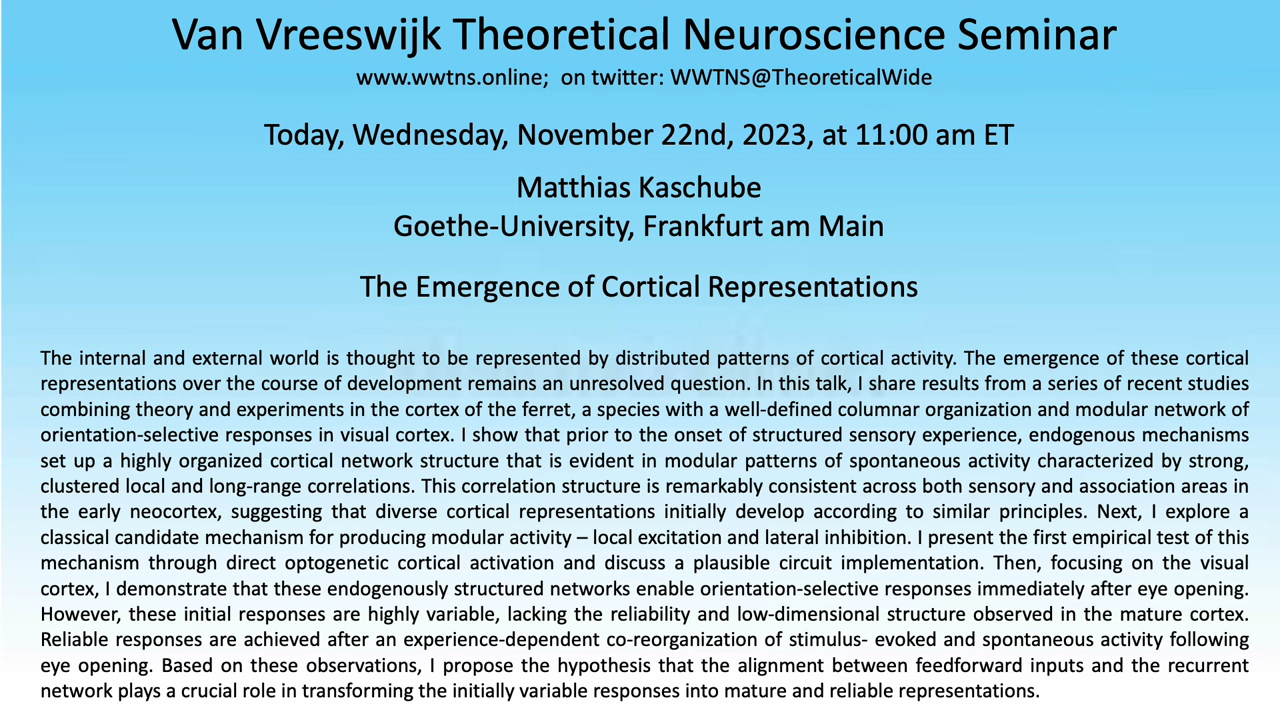 Van Vreeswijk Theoretical Neuroscience Seminar
www.wwtns.online;  on twitter: WWTNS@TheoreticalWide
Today, Wednesday, November 22nd, 2023, at 11:00 am ET
Matthias Kaschube
Goethe-University, Frankfurt am Main
The Emergence of Cortical Representations
The internal and external world is thought to be represented by distributed patterns of cortical activity. The emergence of these cortical
representations over the course of development remains an unresolved question. In this talk, I share results from a series of recent studies
combining theory and experiments in the cortex of the ferret, a species with a well-defined columnar organization and modular network of
orientation-selective responses in visual cortex. I show that prior to the onset of structured sensory experience, endogenous mechanisms
set up a highly organized cortical network structure that is evident in modular patterns of spontaneous activity characterized by strong,
clustered local and long-range correlations. This correlation structure is remarkably consistent across both sensory and association areas in
the early neocortex, suggesting that diverse cortical representations initially develop according to similar principles. Next, I explore a
classical candidate mechanism for producing modular activity – local excitation and lateral inhibition. I present the first empirical test of this
mechanism through direct optogenetic cortical activation and discuss a plausible circuit implementation. Then, focusing on the visual
cortex, I demonstrate that these endogenously structured networks enable orientation-selective responses immediately after eye opening.
However, these initial responses are highly variable, lacking the reliability and low-dimensional structure observed in the mature cortex.
Reliable responses are achieved after an experience-dependent co-reorganization of stimulus- evoked and spontaneous activity following
eye opening. Based on these observations, I propose the hypothesis that the alignment between feedforward inputs and the recurrent
network plays a crucial role in transforming the initially variable responses into mature and reliable representations.